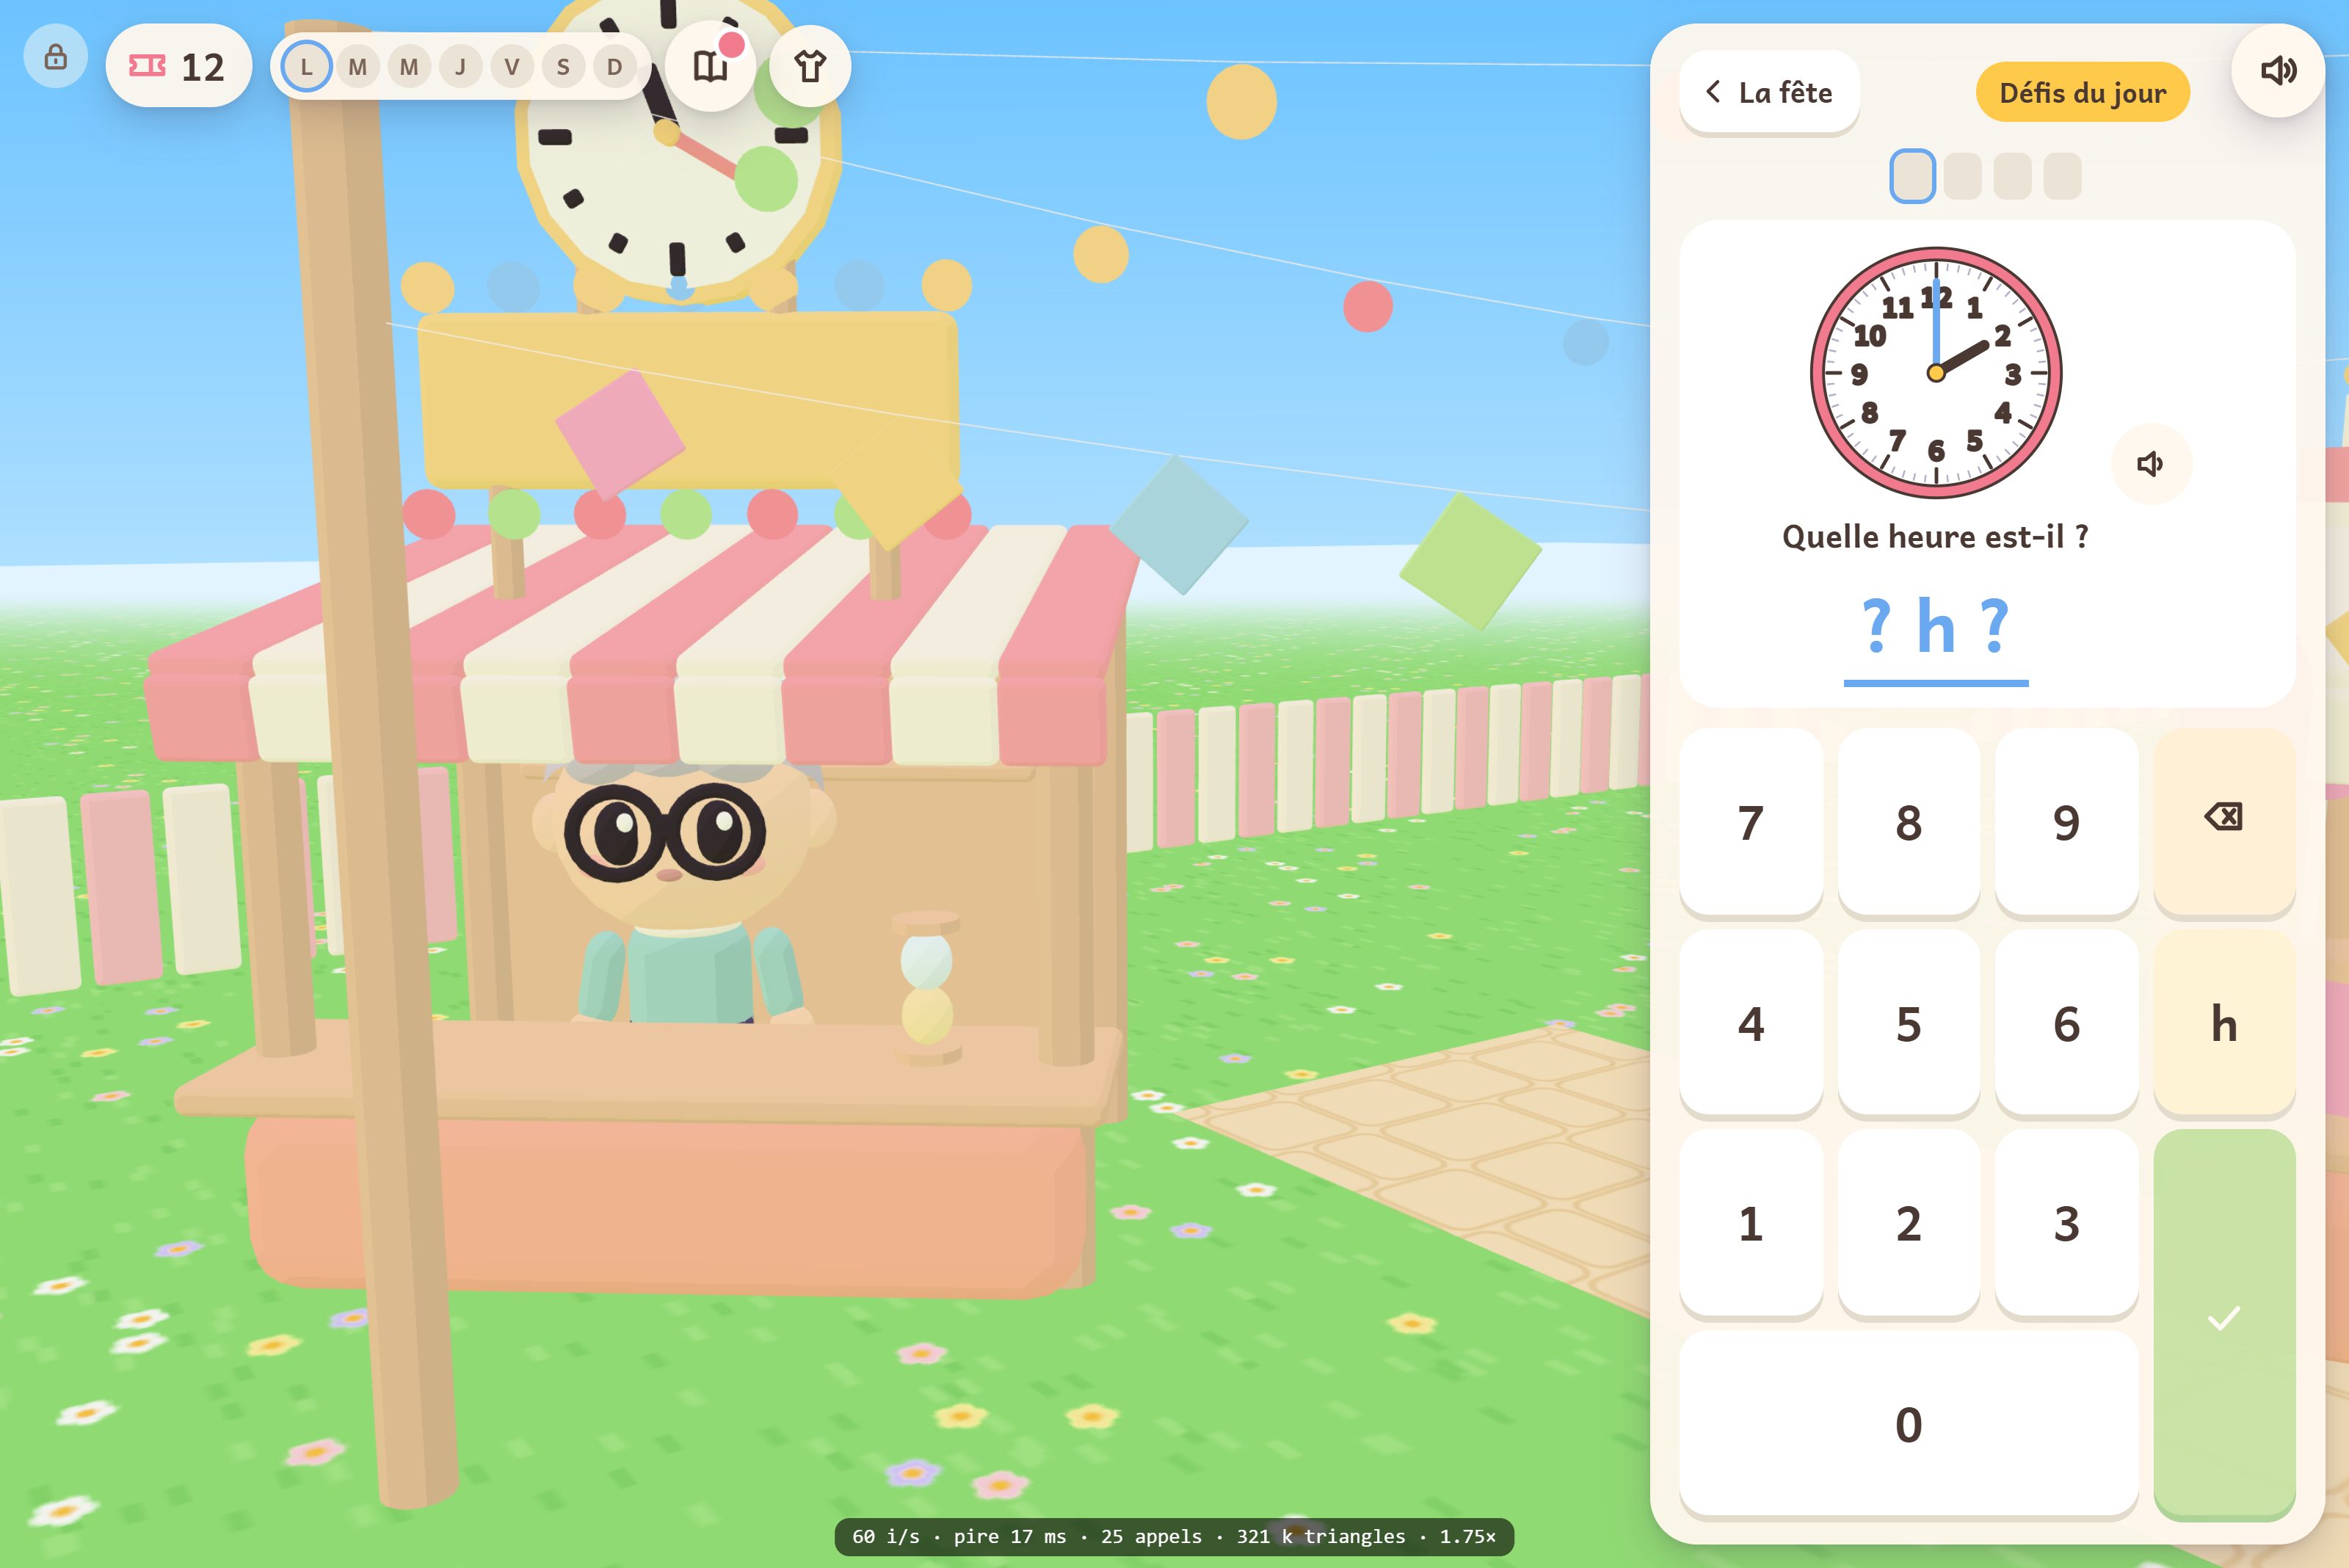 12
L M M J V S D
La fête
Défis du jour
12
1
2
3
4
5
6
7
8
9
10
11
Quelle heure est-il ?
? h ?
7 8 9
4 5 6 h
1 2 3
0
60 i/s · pire 17 ms · 25 appels · 321 k triangles · 1.75×